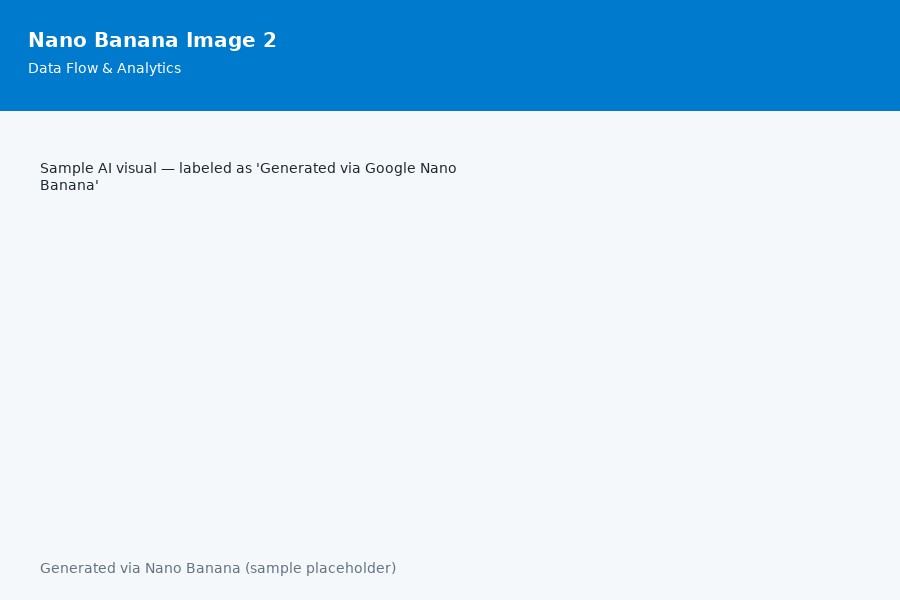 Nano Banana Image 2
Data Flow & Analytics
Sample AI visual — labeled as 'Generated via Google Nano
Banana'
Generated via Nano Banana (sample placeholder)